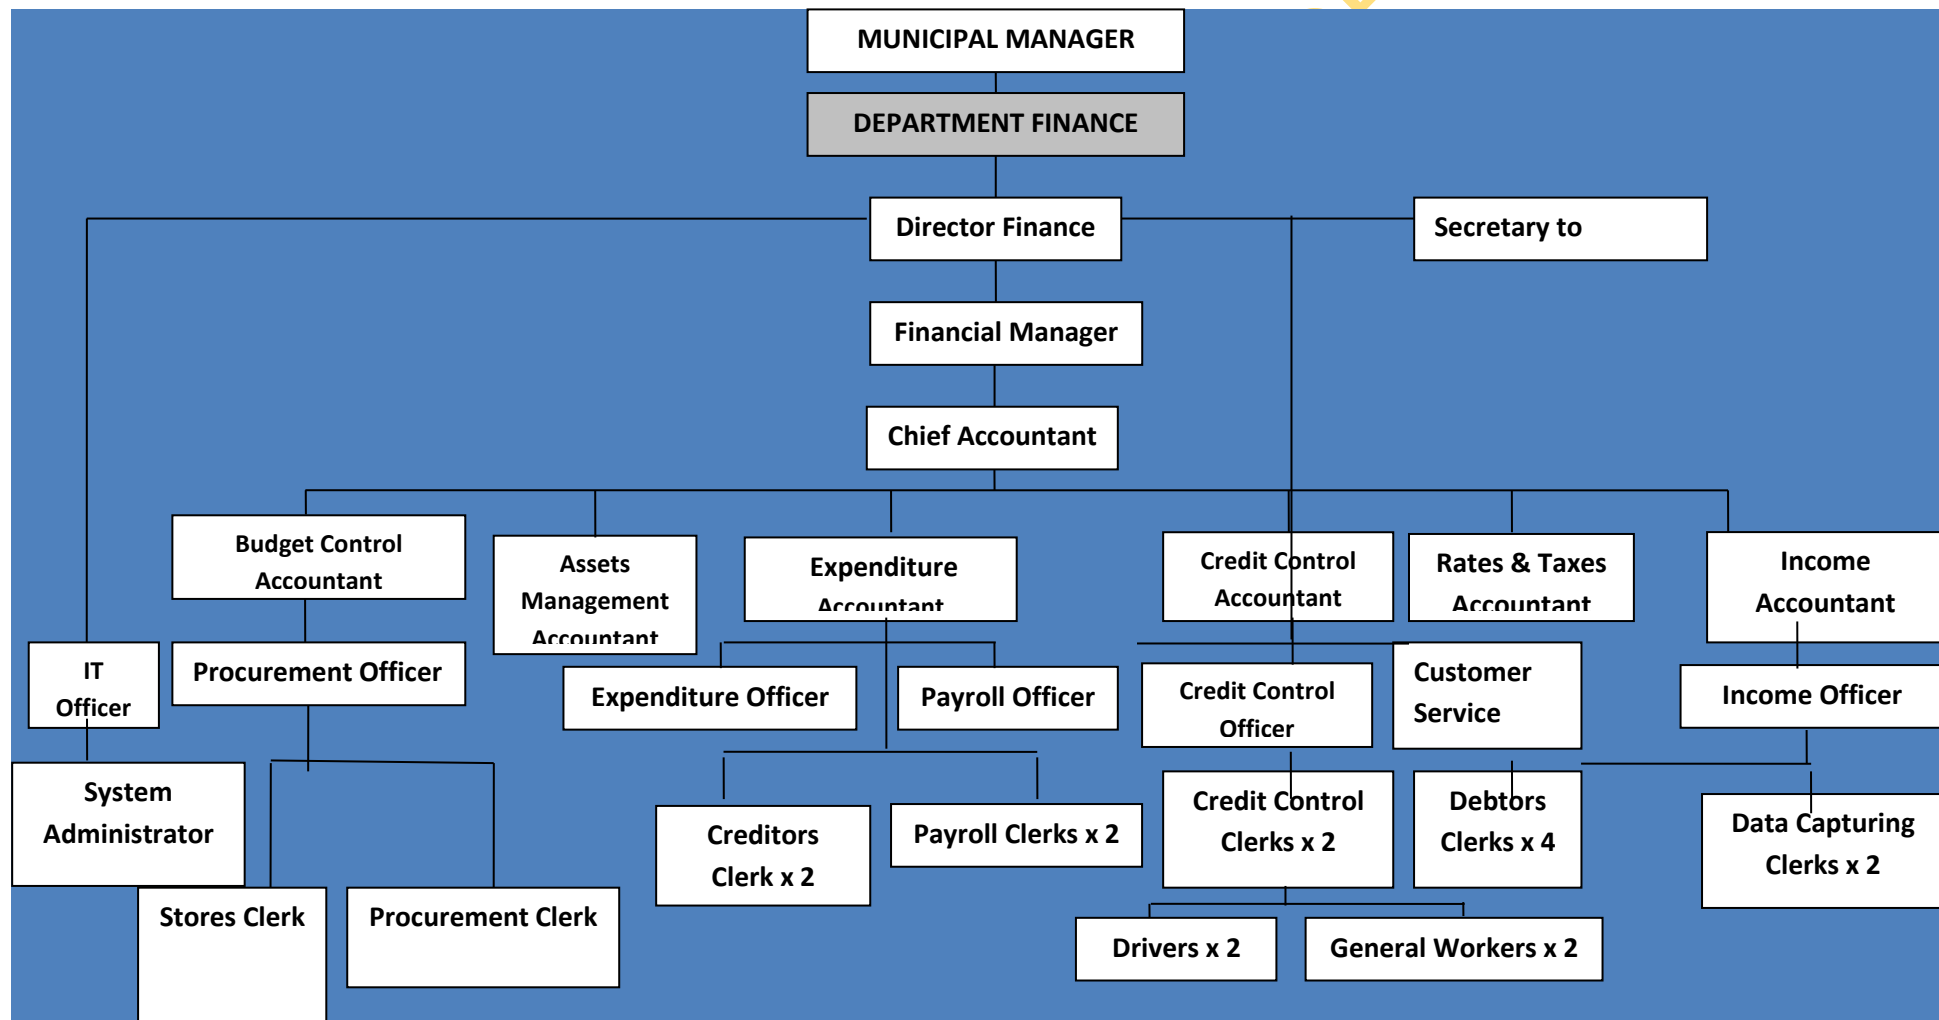 MUNICIPAL MANAGER
DEPARTMENT FINANCE
Director Finance
Secretary to
Financial Manager
Chief Accountant
Budget Control
Accountant
Assets
Management
Accountant
Expenditure
Accountant
Credit Control
Accountant
Rates & Taxes
Accountant
Income
Accountant
IT
Officer
Procurement Officer
Expenditure Officer
Payroll Officer
Credit Control
Officer
Customer
Service
Income Officer
System
Administrator
Creditors
Clerk x 2
Payroll Clerks x 2
Credit Control
Clerks x 2
Debtors
Clerks x 4
Data Capturing
Clerks x 2
Stores Clerk
Procurement Clerk
Drivers x 2
General Workers x 2